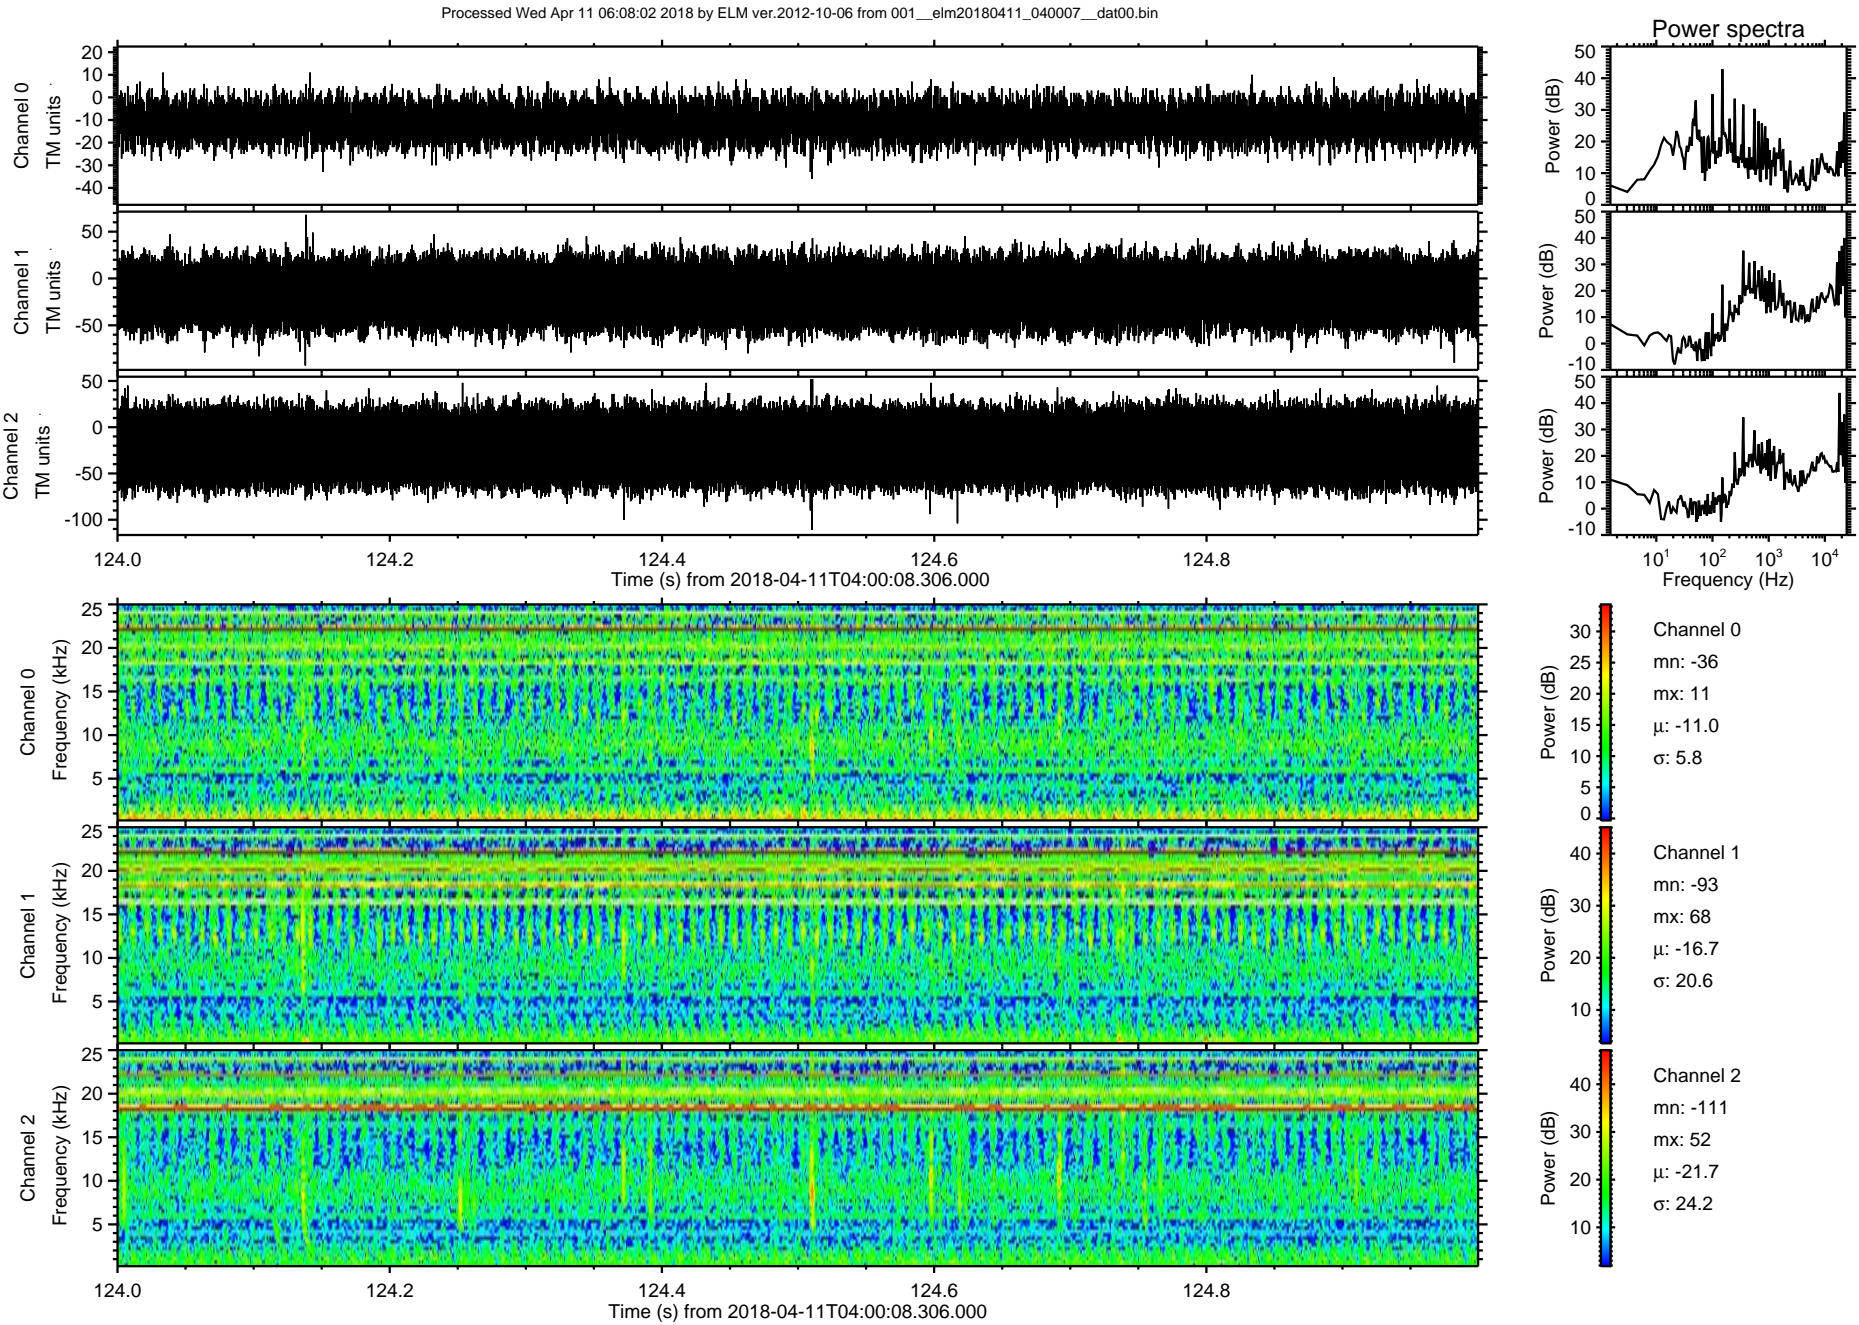 Processed Wed Apr 11 06:08:02 2018 by ELM ver.2012-10-06 from 001__elm20180411_040007__dat00.bin
Power spectra
Channel 0
TM units
20
10
0
-10
-20
-30
-40
Power (dB)
50
40
30
20
10
0
Channel 1
TM units
50
0
-50
Power (dB)
50
40
30
20
10
0
-10
Channel 2
TM units
50
0
-50
-100
Power (dB)
50
40
30
20
10
0
-10
124.0 124.2 124.4 124.6 124.8
Time (s) from 2018-04-11T04:00:08.306.000
10¹ 10² 10³ 10⁴
Frequency (Hz)
Channel 0
Frequency (kHz)
25
20
15
10
5
Power (dB)
30
25
20
15
10
5
0
Channel 0
mn: -36
mx: 11
μ: -11.0
σ: 5.8
Channel 1
Frequency (kHz)
25
20
15
10
5
Power (dB)
40
30
20
10
Channel 1
mn: -93
mx: 68
μ: -16.7
σ: 20.6
Channel 2
Frequency (kHz)
25
20
15
10
5
Power (dB)
40
30
20
10
Channel 2
mn: -111
mx: 52
μ: -21.7
σ: 24.2
124.0 124.2 124.4 124.6 124.8
Time (s) from 2018-04-11T04:00:08.306.000